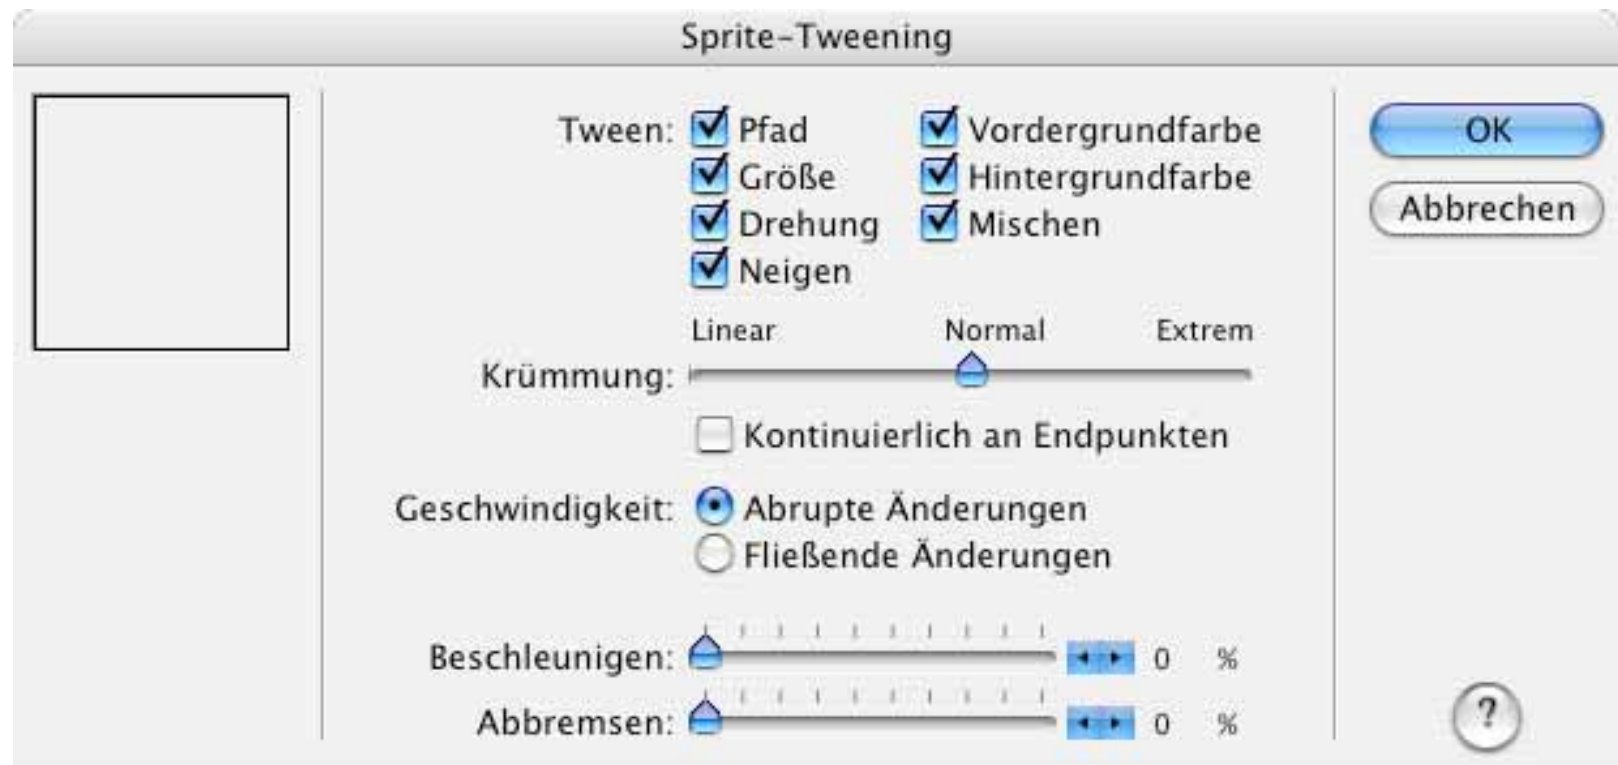 Sprite-Tweening
Tween: Pfad Vordergrundfarbe
Größe Hintergrundfarbe
Drehung Mischen
Neigen
Linear Normal Extrem
Krümmung:
Kontinuierlich an Endpunkten
Geschwindigkeit: Abrupte Änderungen
Fließende Änderungen
Beschleunigen: 0 %
Abbremsen: 0 %
OK
Abbrechen
?